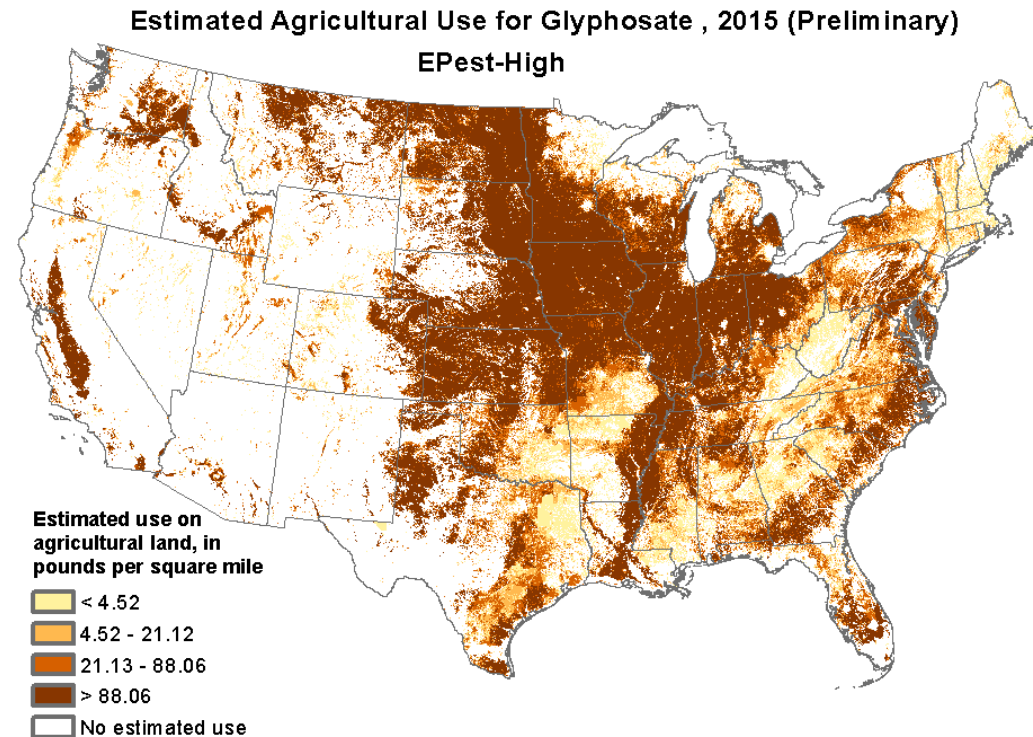 Estimated Agricultural Use for Glyphosate , 2015 (Preliminary)
EPest-High
Estimated use on
agricultural land, in
pounds per square mile
< 4.52
4.52 - 21.12
21.13 - 88.06
> 88.06
No estimated use